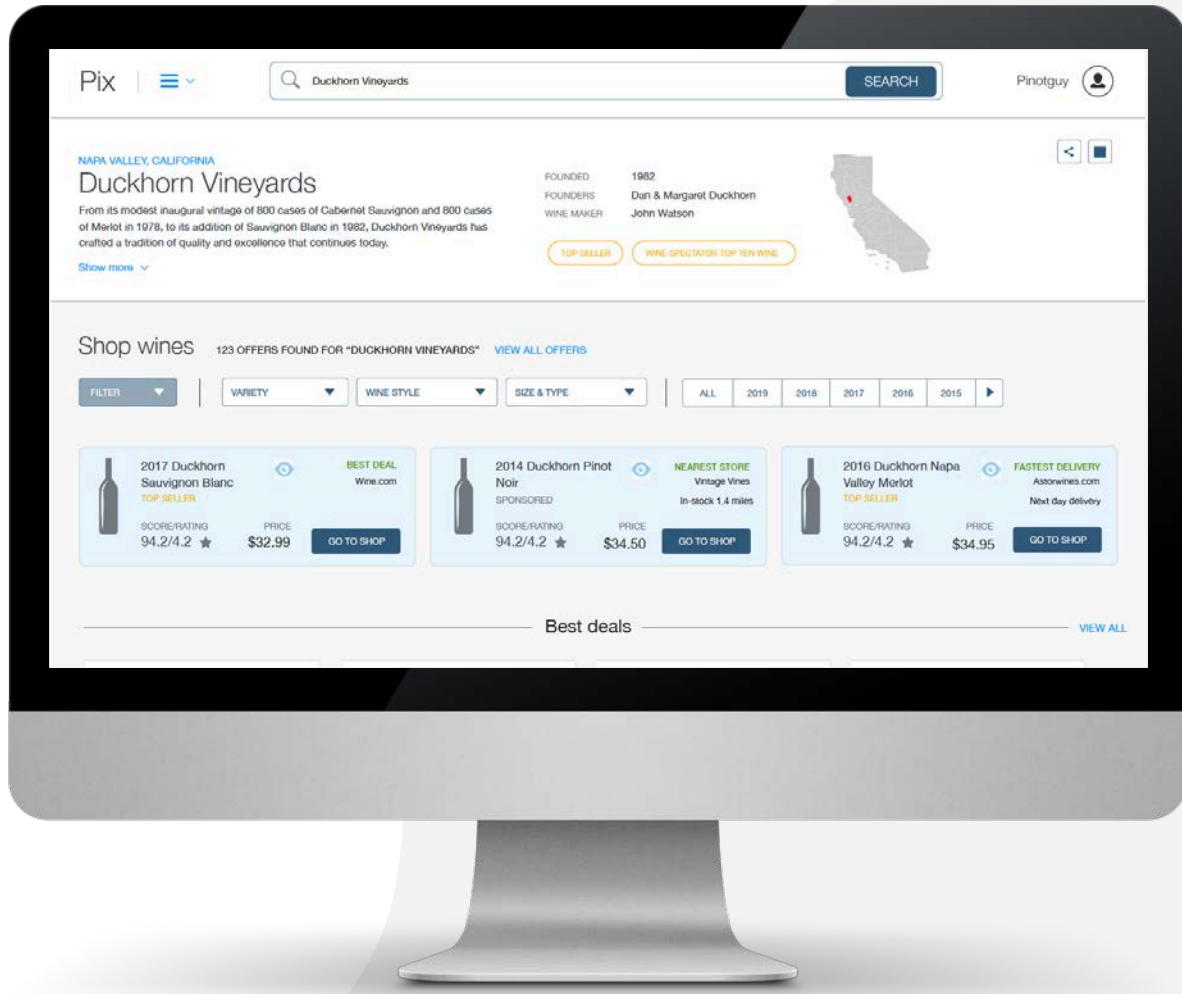 Pix
Duckhorn Vineyards
SEARCH
Pinotguy
NAPA VALLEY, CALIFORNIA
Duckhorn Vineyards
From its modest inaugural vintage of 800 cases of Cabernet Sauvignon and 800 cases
of Merlot in 1978, to its addition of Sauvignon Blanc in 1982, Duckhorn Vineyards has
crafted a tradition of quality and excellence that continues today.
Show more
FOUNDED 1982
FOUNDERS Dan & Margaret Duckhorn
WINE MAKER John Watson
TOP SELLER
WINE SPECTATOR TOP TEN WINE
Shop wines
123 OFFERS FOUND FOR "DUCKHORN VINEYARDS"
VIEW ALL OFFERS
FILTER
VARIETY
WINE STYLE
SIZE & TYPE
ALL 2019 2018 2017 2016 2015
2017 Duckhorn
Sauvignon Blanc
TOP SELLER
BEST DEAL
Wine.com
SCORE/RATING PRICE
94.2/4.2 $32.99
GO TO SHOP
2014 Duckhorn Pinot
Noir
SPONSORED
NEAREST STORE
Vintage Vines
In-stock 1.4 miles
SCORE/RATING PRICE
94.2/4.2 $34.50
GO TO SHOP
2016 Duckhorn Napa
Valley Merlot
TOP SELLER
FASTEST DELIVERY
Astorwines.com
Next day delivery
SCORE/RATING PRICE
94.2/4.2 $34.95
GO TO SHOP
Best deals
VIEW ALL